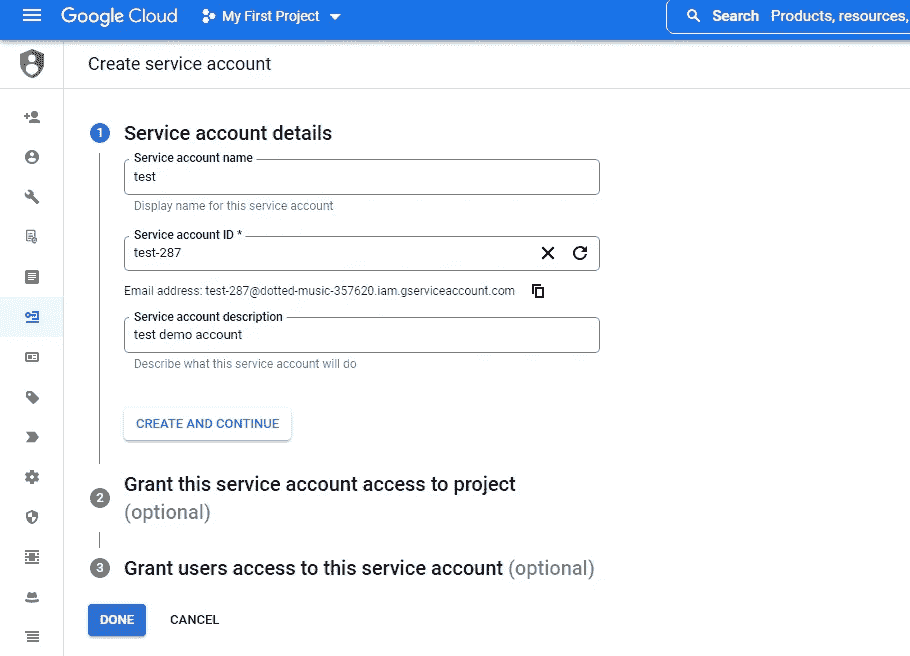 Google Cloud My First Project Search Products, resources,
Create service account
1 Service account details
Service account name
test
Display name for this service account
Service account ID *
test-287
Email address: test-287@dotted-music-357620.iam.gserviceaccount.com
Service account description
test demo account
Describe what this service account will do
CREATE AND CONTINUE
2 Grant this service account access to project
(optional)
3 Grant users access to this service account (optional)
DONE CANCEL